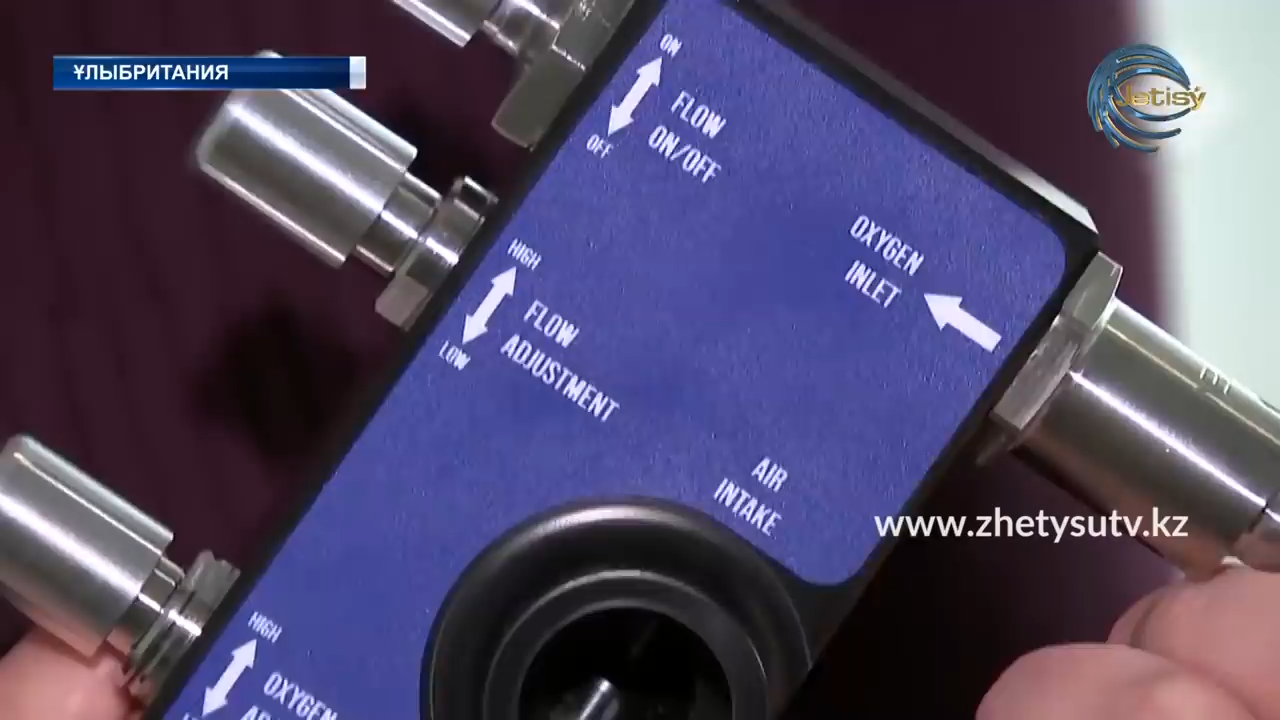 ҰЛЫБРИТАНИЯ
Jetisy
ON
OFF
FLOW
ON/OFF
OXYGEN
INLET
HIGH
LOW
FLOW
ADJUSTMENT
AIR
INTAKE
www.zhetysutv.kz
HIGH
OXYGEN